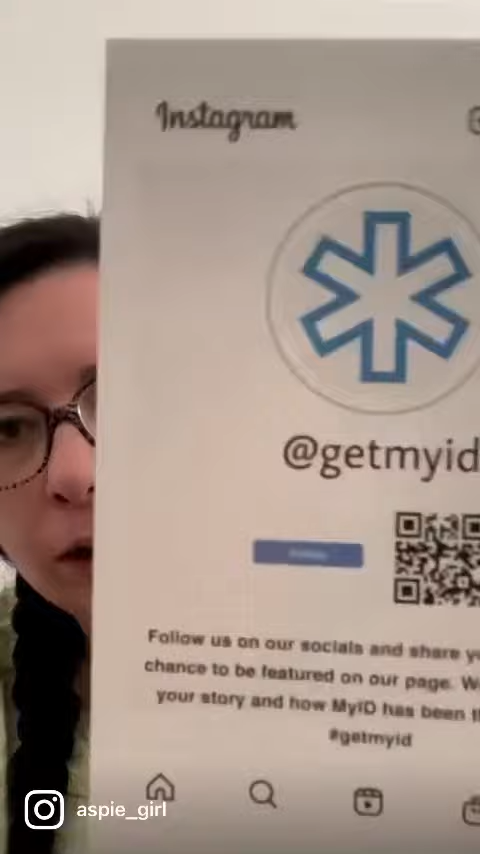 Instagram
@getmyid
Follow us on our socials and share
chance to be featured on our page.
your story and how MyID has been
#getmyid
aspie_girl